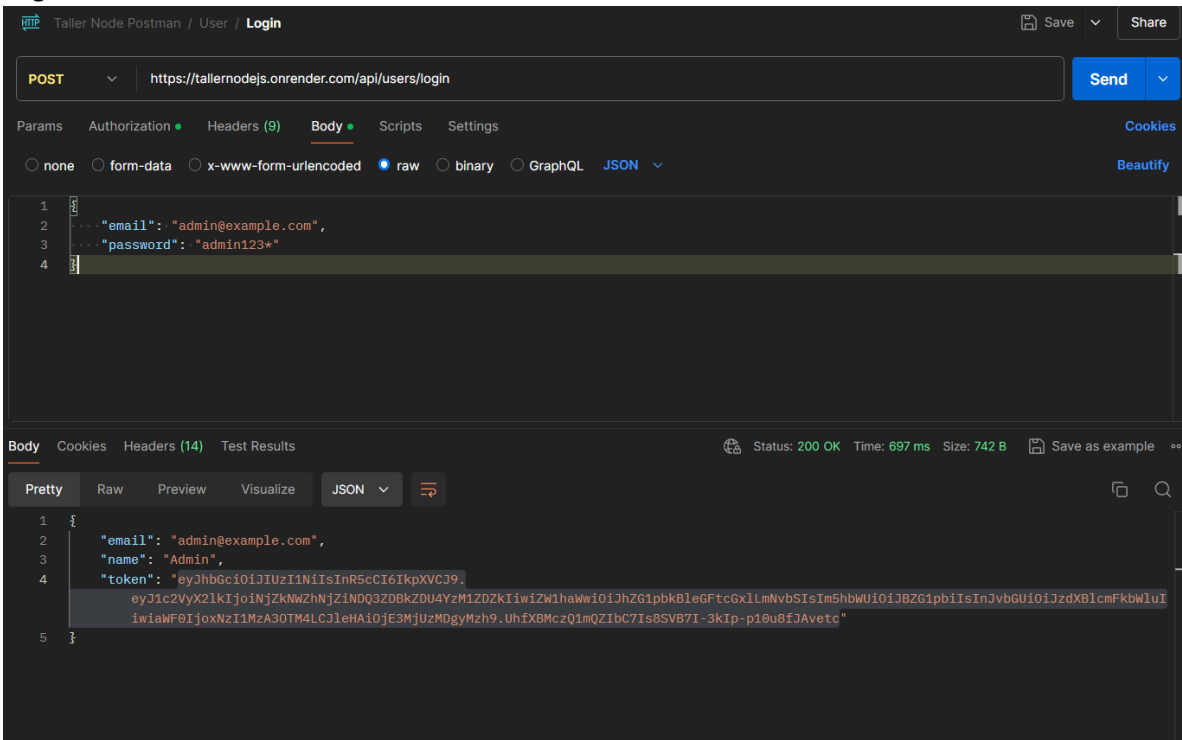 HTTP Taller Node Postman / User / Login Save Share
POST https://tallernodejs.onrender.com/api/users/login Send
Params Authorization Headers (9) Body Scripts Settings Cookies
none form-data x-www-form-urlencoded raw binary GraphQL JSON Beautify
1 {
2 "email": "admin@example.com",
3 "password": "admin123*"
4 }
Body Cookies Headers (14) Test Results Status: 200 OK Time: 697 ms Size: 742 B Save as example
Pretty Raw Preview Visualize JSON
1 {
2 "email": "admin@example.com",
3 "name": "Admin",
4 "token": "eyJhbGciOiJIUzI1NiIsInR5cCI6IkpXVCJ9.
eyJ1c2VyX2lkIjoiNjZkNWZhNjZiNDQ3ZDBkZDU4YzM1ZDZkIiwiZW1haWwiOiJhZG1pbkBleGFtcGxlLmNvbSIsIm5hbWUiOiJBZG1pbiIsInJvbGUiOiJzdXBlcmFkbWluI
iwiaWF0IjoxNzI1MzA3OTM4LCJleHAiOjE3MjUzMDgyMzh9.UhfXBMczQ1mQZIbC7Is8SVB7I-3kIp-p10u8fJAvetc"
5 }